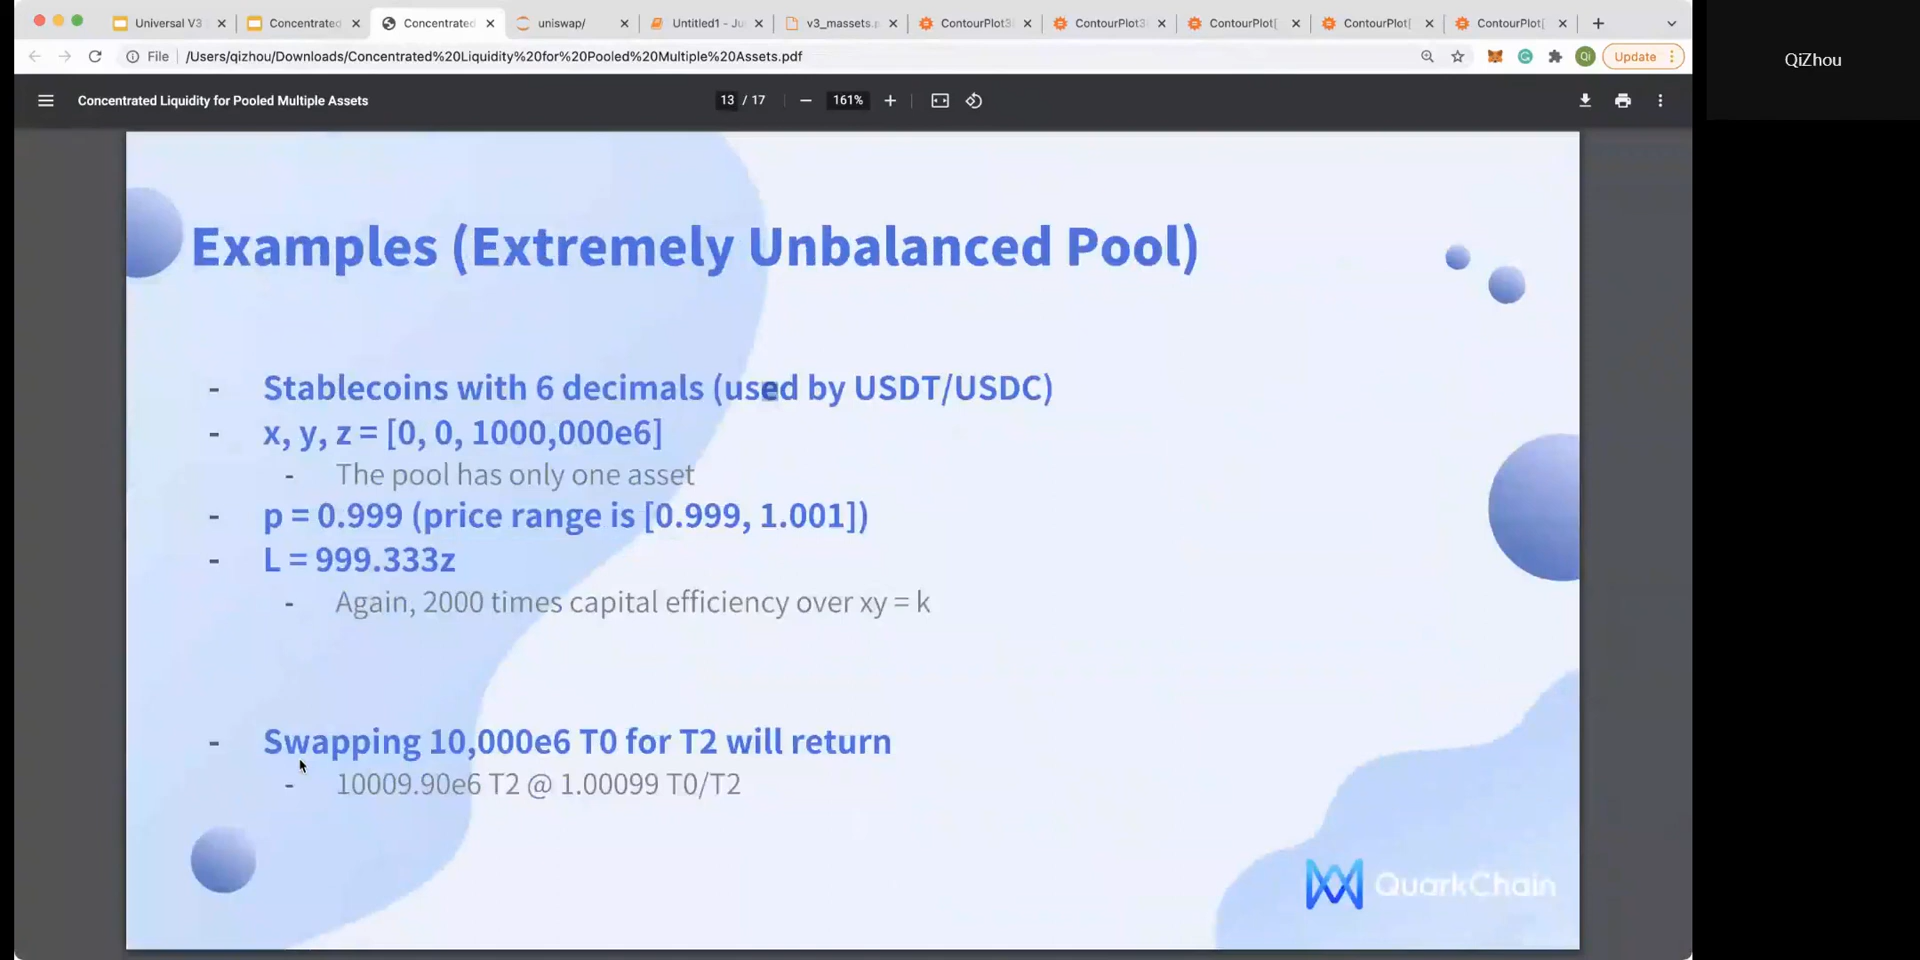 Universal V3
Concentrated
Concentrated
uniswap/
Untitled1 - Ju
v3_massets.p
ContourPlot3
ContourPlot3
ContourPlot[
ContourPlot[
ContourPlot[
File
/Users/qizhou/Downloads/Concentrated%20Liquidity%20for%20Pooled%20Multiple%20Assets.pdf
Qi
Update
QiZhou
Concentrated Liquidity for Pooled Multiple Assets
13 / 17
161%
Examples (Extremely Unbalanced Pool)
- Stablecoins with 6 decimals (used by USDT/USDC)
- x, y, z = [0, 0, 1000,000e6]
- The pool has only one asset
- p = 0.999 (price range is [0.999, 1.001])
- L = 999.333z
- Again, 2000 times capital efficiency over xy = k
- Swapping 10,000e6 T0 for T2 will return
- 10009.90e6 T2 @ 1.00099 T0/T2
QuarkChain